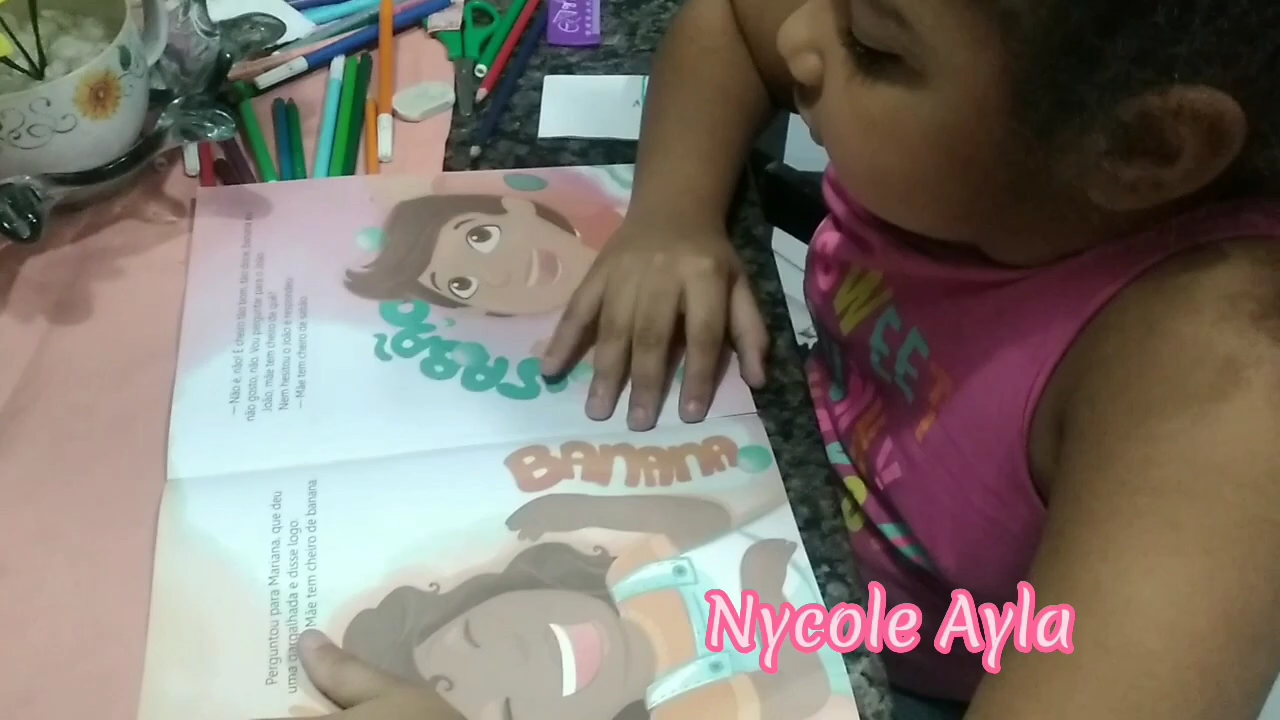 Perguntou para Mariana, que deu
uma gargalhada e disse logo:
Mãe tem cheiro de banana
BANANA
— Não é, não! E cheiro tão bom, tão doce, banana eu
não gosto, não. Vou perguntar para o João:
João, mãe tem cheiro de quê?
Nem hesitou o João e respondeu:
— Mãe tem cheiro de sabão.
SABÃO
SWEET
Nycole Ayla